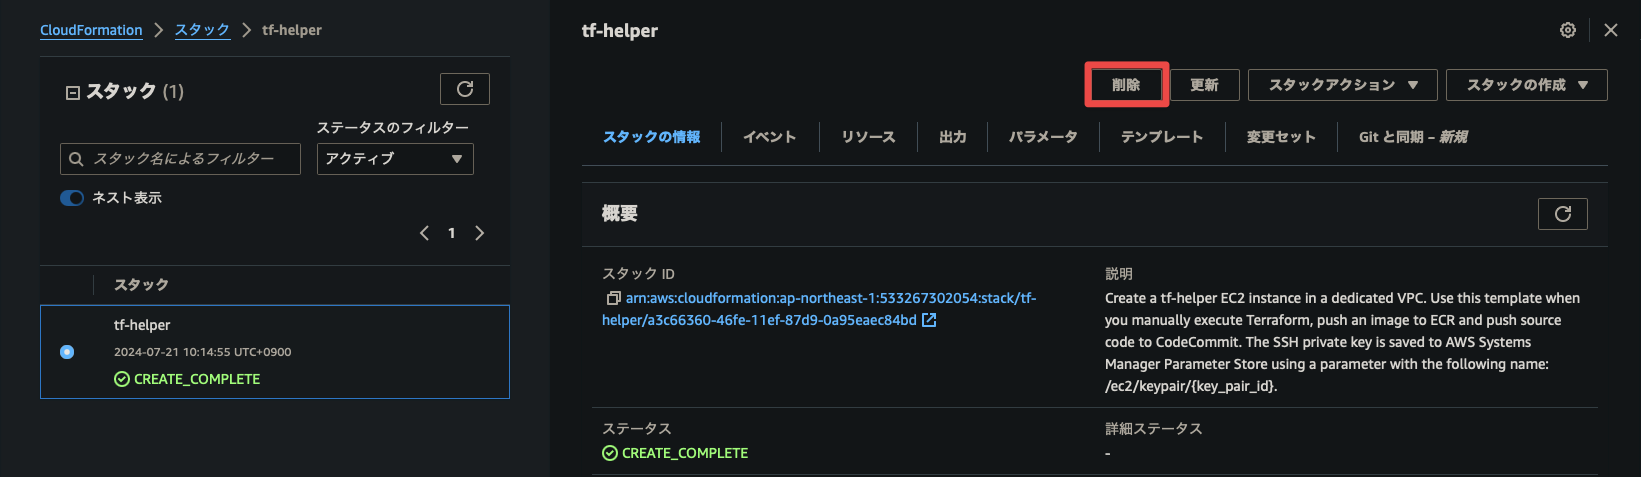 CloudFormation > スタック > tf-helper
スタック (1)
ステータスのフィルター
スタック名によるフィルター
アクティブ
ネスト表示
1
スタック
tf-helper
2024-07-21 10:14:55 UTC+0900
CREATE_COMPLETE
tf-helper
削除 更新 スタックアクション スタックの作成
スタックの情報 イベント リソース 出力 パラメータ テンプレート 変更セット Git と同期 – 新規
概要
スタック ID
arn:aws:cloudformation:ap-northeast-1:533267302054:stack/tf-
helper/a3c66360-46fe-11ef-87d9-0a95eaec84bd
説明
Create a tf-helper EC2 instance in a dedicated VPC. Use this template when
you manually execute Terraform, push an image to ECR and push source
code to CodeCommit. The SSH private key is saved to AWS Systems
Manager Parameter Store using a parameter with the following name:
/ec2/keypair/{key_pair_id}.
ステータス
CREATE_COMPLETE
詳細ステータス
-